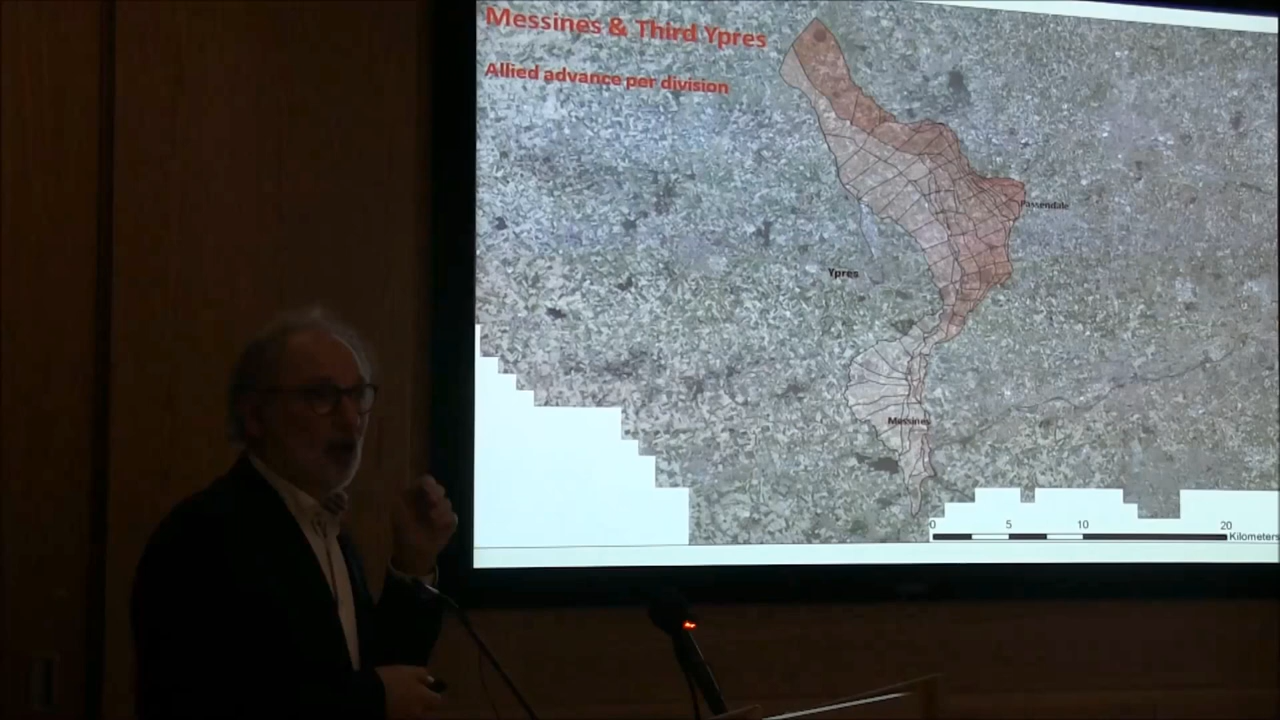 Messines & Third Ypres
Allied advance per division
Passendale
Ypres
Messines
0 5 10 20
Kilometers